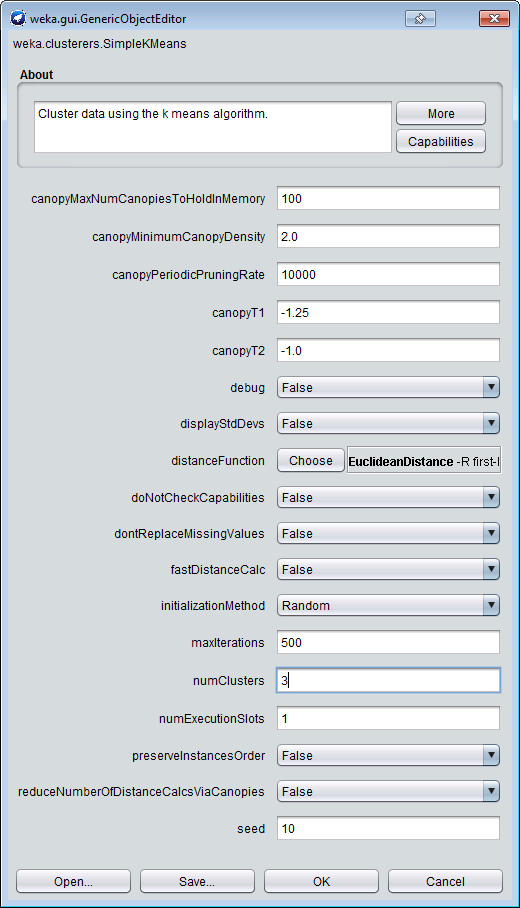 weka.gui.GenericObjectEditor
weka.clusterers.SimpleKMeans
About
Cluster data using the k means algorithm.
More
Capabilities
canopyMaxNumCanopiesToHoldInMemory 100
canopyMinimumCanopyDensity 2.0
canopyPeriodicPruningRate 10000
canopyT1 -1.25
canopyT2 -1.0
debug False
displayStdDevs False
distanceFunction Choose EuclideanDistance -R first-l
doNotCheckCapabilities False
dontReplaceMissingValues False
fastDistanceCalc False
initializationMethod Random
maxIterations 500
numClusters 3
numExecutionSlots 1
preserveInstancesOrder False
reduceNumberOfDistanceCalcsViaCanopies False
seed 10
Open... Save... OK Cancel